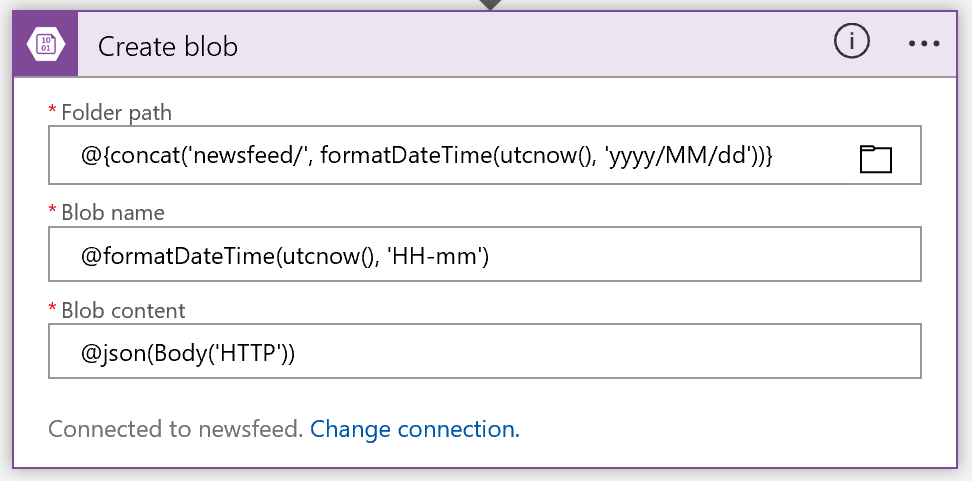 10
01
Create blob
i
* Folder path
@{concat('newsfeed/', formatDateTime(utcnow(), 'yyyy/MM/dd'))}
* Blob name
@formatDateTime(utcnow(), 'HH-mm')
* Blob content
@json(Body('HTTP'))
Connected to newsfeed. Change connection.